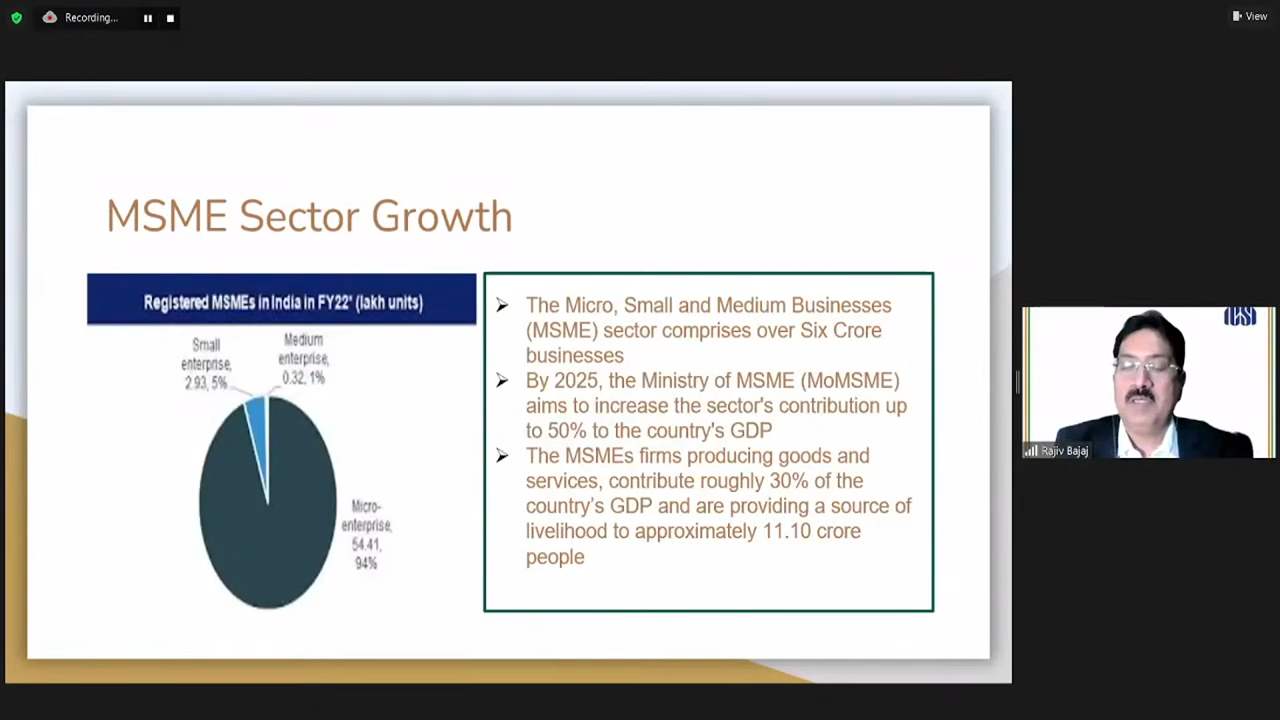 Recording...
View
MSME Sector Growth
Registered MSMEs in India in FY22* (lakh units)
Small
enterprise,
2.93, 5%
Medium
enterprise,
0.32, 1%
Micro-
enterprise,
54.41,
94%
➢ The Micro, Small and Medium Businesses
(MSME) sector comprises over Six Crore
businesses
➢ By 2025, the Ministry of MSME (MoMSME)
aims to increase the sector's contribution up
to 50% to the country's GDP
➢ The MSMEs firms producing goods and
services, contribute roughly 30% of the
country's GDP and are providing a source of
livelihood to approximately 11.10 crore
people
Rajiv Bajaj